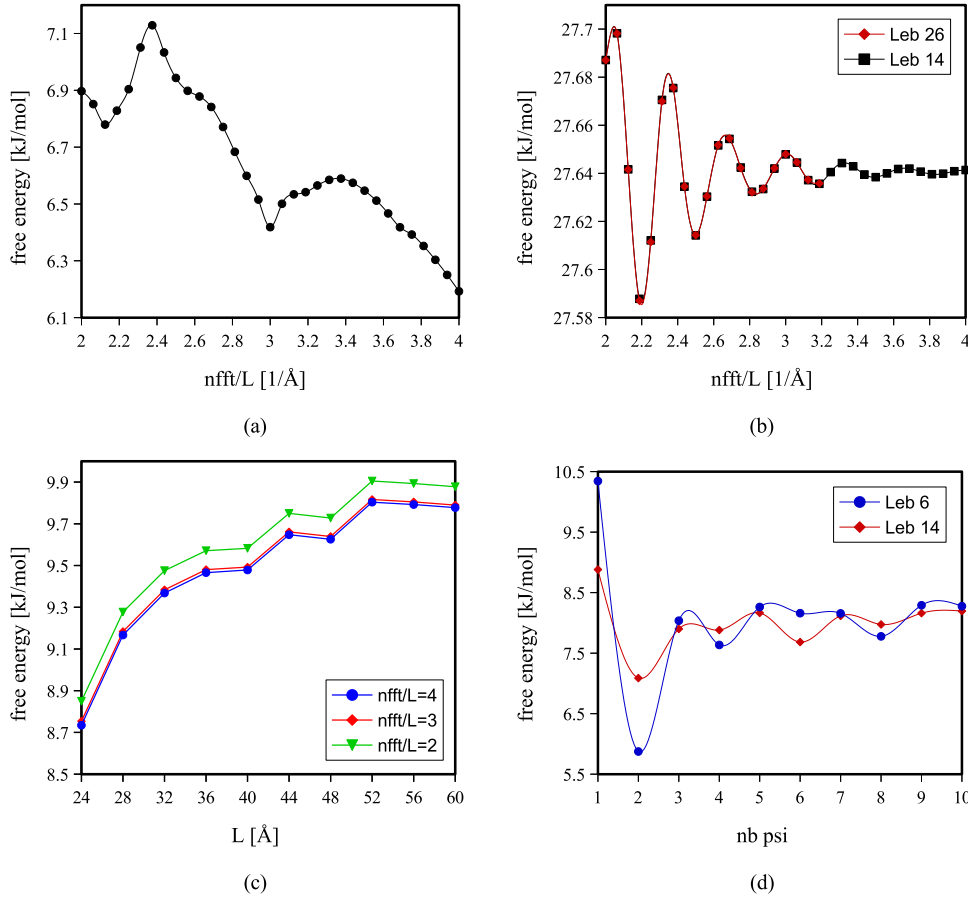 7.1
6.9
6.7
6.5
6.3
6.1
free energy [kJ/mol]
2 2.2 2.4 2.6 2.8 3 3.2 3.4 3.6 3.8 4
nfft/L [1/Å]
(a)
27.7
27.68
27.66
27.64
27.62
27.6
27.58
free energy [kJ/mol]
Leb 26
Leb 14
2 2.2 2.4 2.6 2.8 3 3.2 3.4 3.6 3.8 4
nfft/L [1/Å]
(b)
9.9
9.7
9.5
9.3
9.1
8.9
8.7
8.5
free energy [kJ/mol]
nfft/L=4
nfft/L=3
nfft/L=2
24 28 32 36 40 44 48 52 56 60
L [Å]
(c)
10.5
9.5
8.5
7.5
6.5
5.5
free energy [kJ/mol]
Leb 6
Leb 14
1 2 3 4 5 6 7 8 9 10
nb psi
(d)